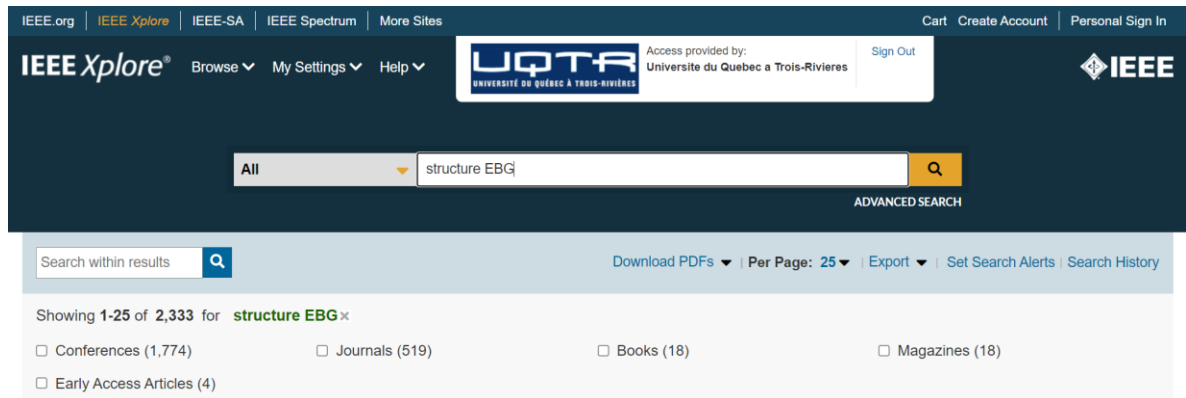 IEEE.org IEEE Xplore IEEE-SA IEEE Spectrum More Sites Cart Create Account Personal Sign In
IEEE Xplore® Browse My Settings Help
UQTR
UNIVERSITÉ DU QUÉBEC À TROIS-RIVIÈRES
Access provided by:
Universite du Quebec a Trois-Rivieres
Sign Out
IEEE
All structure EBG
ADVANCED SEARCH
Search within results Download PDFs Per Page: 25 Export Set Search Alerts Search History
Showing 1-25 of 2,333 for structure EBG ×
Conferences (1,774) Journals (519) Books (18) Magazines (18)
Early Access Articles (4)